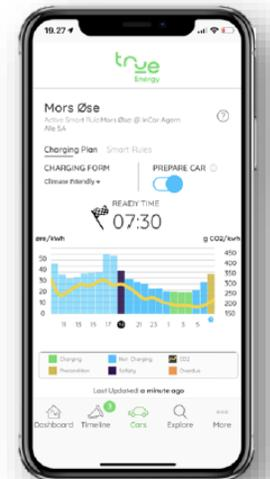 19.27
true
Energy
Mors Øse
Active Smart Rule: Mors Øse @ InCar Agern
Alle 5A
Charging Plan Smart Rules
CHARGING FORM
Climate Friendly
PREPARE CAR
READY TIME
07:30
øre/kWh
g CO2/kWh
50
40
30
20
10
0
450
400
350
300
250
200
150
11 13 15 17 19 21 23 1 3 5
Charging
Not Charging
CO2
Precondition
Safety
Overdue
Last Updated a minute ago
3
Dashboard
Timeline
Cars
Explore
More